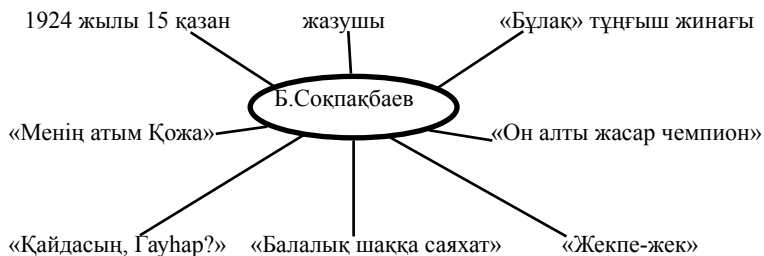 1924 жылы 15 қазан жазушы «Бұлақ» тұңғыш жинағы
Б.Соқпақбаев
«Менің атым Қожа» «Он алты жасар чемпион»
«Қайдасың, Гауһар?» «Балалық шаққа саяхат» «Жекпе-жек»